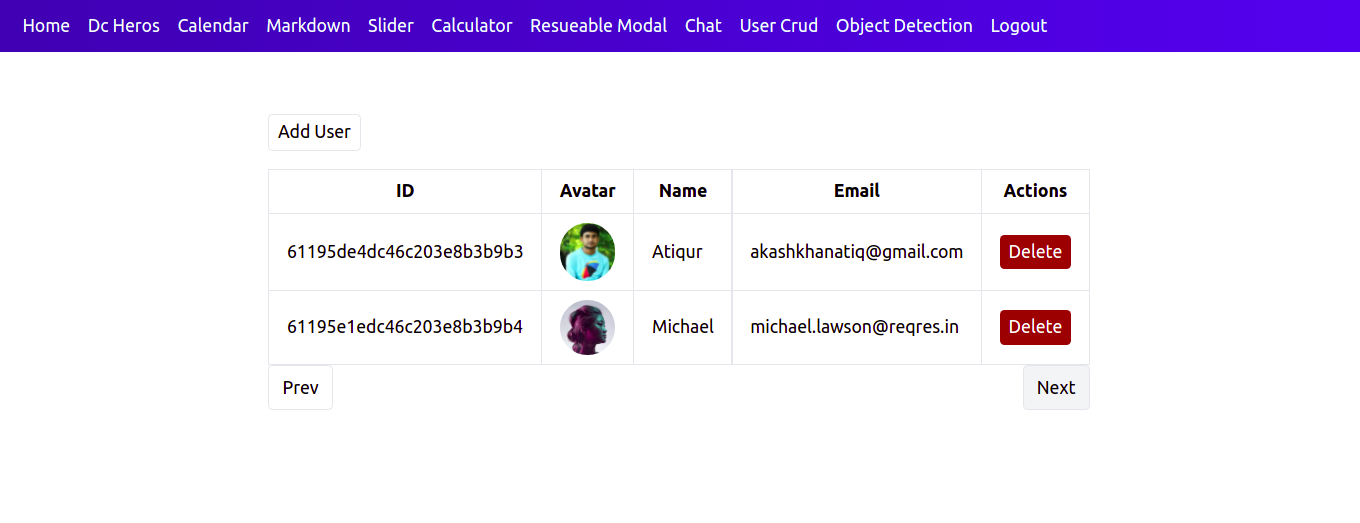 Home Dc Heros Calendar Markdown Slider Calculator Resueable Modal Chat User Crud Object Detection Logout
Add User
ID Avatar Name Email Actions
61195de4dc46c203e8b3b9b3 Atiqur akashkhanatiq@gmail.com Delete
61195e1edc46c203e8b3b9b4 Michael michael.lawson@reqres.in Delete
Prev Next